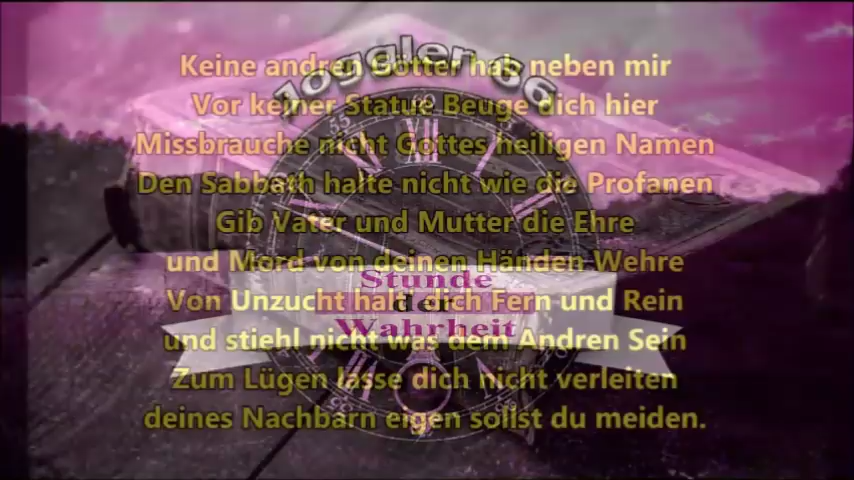 Joggler 66
Keine andren Götter hab neben mir
Vor keiner Statue Beuge dich hier
Missbrauche nicht Gottes heiligen Namen
Den Sabbath halte nicht wie die Profanen
Gib Vater und Mutter die Ehre
und Mord von deinen Händen Wehre
Von Unzucht halt dich Fern und Rein
und stiehl nicht was dem Andren Sein
Zum Lügen lasse dich nicht verleiten
deines Nachbarn eigen sollst du meiden.
Stunde
der
Wahrheit